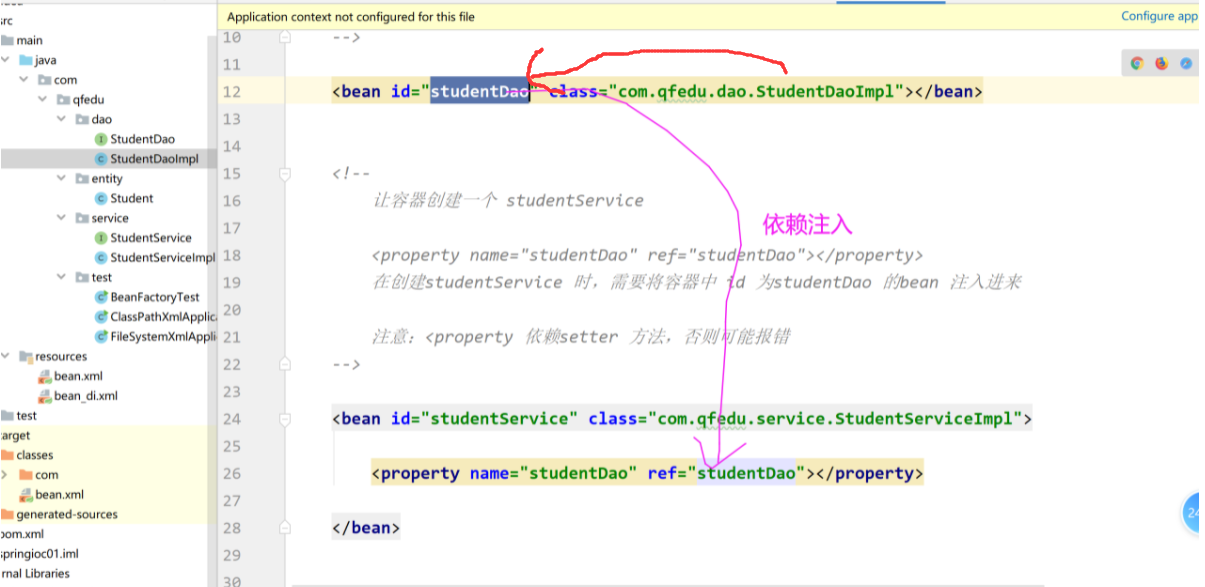 Application context not configured for this file
Configure app
src
main
java
com
qfedu
dao
StudentDao
StudentDaoImpl
entity
Student
service
StudentService
StudentServiceImpl
test
BeanFactoryTest
ClassPathXmlApplic
FileSystemXmlAppli
resources
bean.xml
bean_di.xml
test
target
classes
com
bean.xml
generated-sources
pom.xml
springioc01.iml
rnal Libraries
10 -->
11
12 <bean id="studentDao" class="com.qfedu.dao.StudentDaoImpl"></bean>
13
14
15 <!--
16 让容器创建一个 studentService
17
依赖注入
18 <property name="studentDao" ref="studentDao"></property>
19 在创建studentService 时，需要将容器中 id 为studentDao 的bean 注入进来
20
21 注意：<property 依赖setter 方法，否则可能报错
22 -->
23
24 <bean id="studentService" class="com.qfedu.service.StudentServiceImpl">
25
26 <property name="studentDao" ref="studentDao"></property>
27
28 </bean>
29
30
24